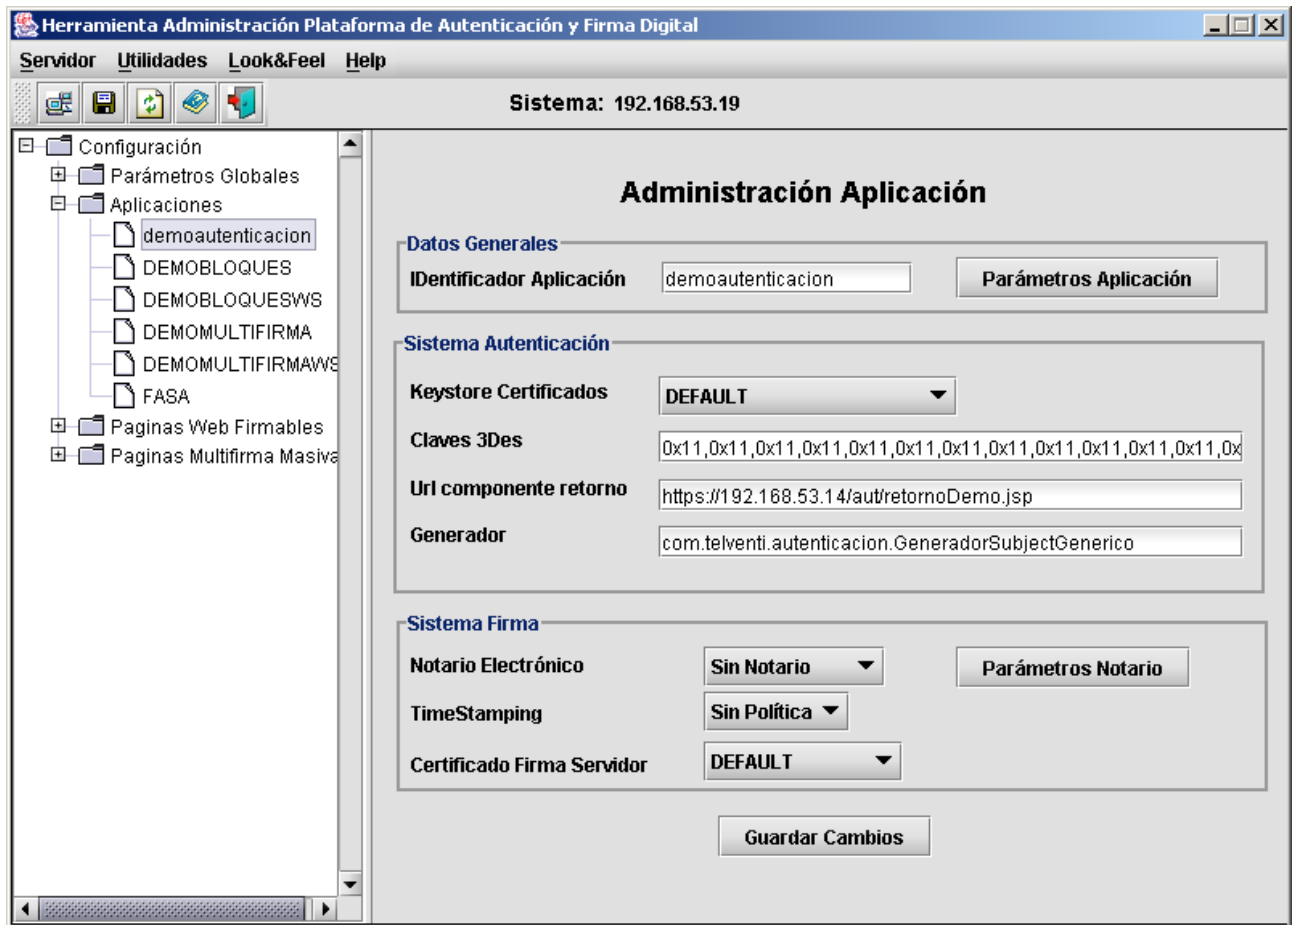 Herramienta Administración Plataforma de Autenticación y Firma Digital
Servidor Utilidades Look&Feel Help
Sistema: 192.168.53.19
Configuración
Parámetros Globales
Aplicaciones
demoautenticacion
DEMOBLOQUES
DEMOBLOQUESWS
DEMOMULTIFIRMA
DEMOMULTIFIRMAWS
FASA
Paginas Web Firmables
Paginas Multifirma Masiva
Administración Aplicación
Datos Generales
IDentificador Aplicación demoautenticacion Parámetros Aplicación
Sistema Autenticación
Keystore Certificados DEFAULT
Claves 3Des 0x11,0x11,0x11,0x11,0x11,0x11,0x11,0x11,0x11,0x11,0x11,0x11,0x
Url componente retorno https://192.168.53.14/aut/retornoDemo.jsp
Generador com.telventi.autenticacion.GeneradorSubjectGenerico
Sistema Firma
Notario Electrónico Sin Notario Parámetros Notario
TimeStamping Sin Política
Certificado Firma Servidor DEFAULT
Guardar Cambios